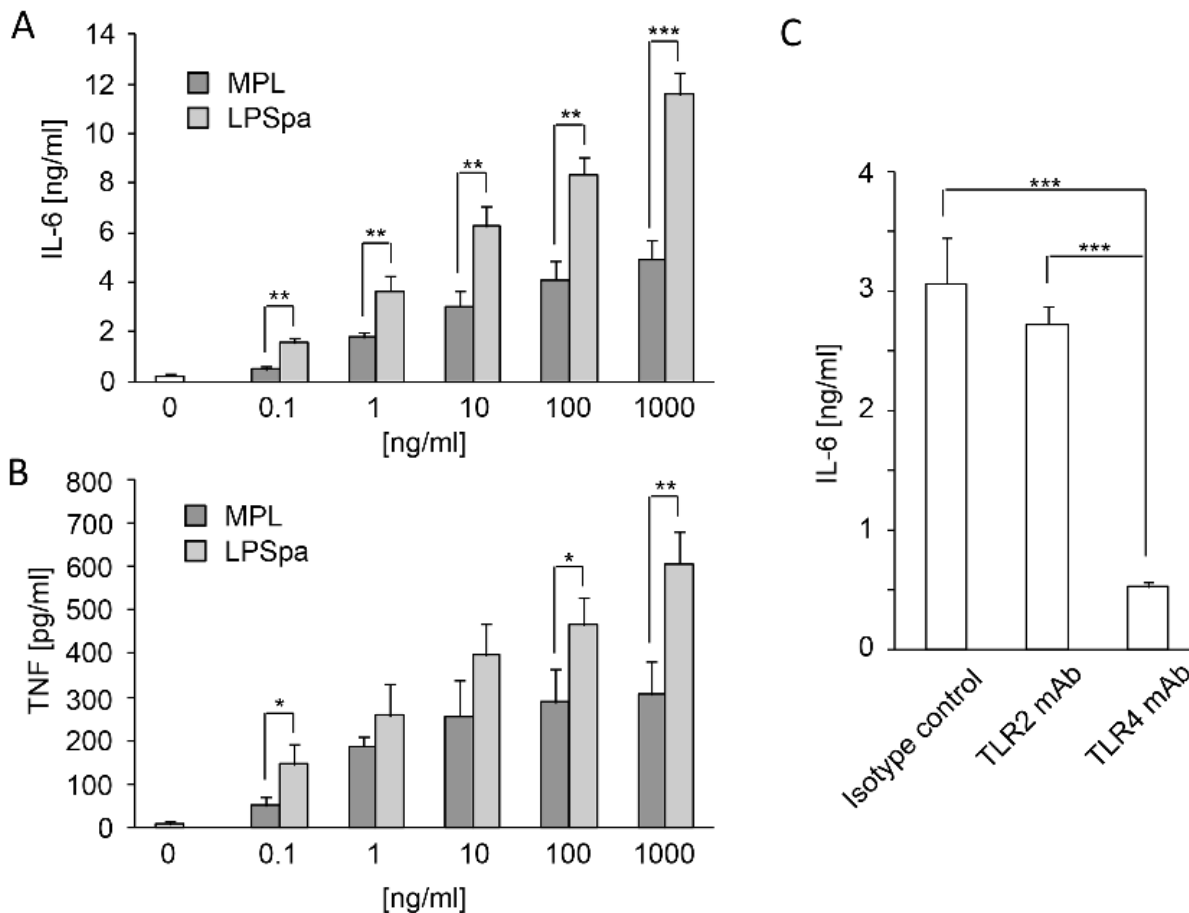 A
IL-6 [ng/ml]
14
12
10
8
6
4
2
0
MPL
LPSpa
**
**
**
**
***
0 0.1 1 10 100 1000
[ng/ml]
B
TNF [pg/ml]
800
700
600
500
400
300
200
100
0
MPL
LPSpa
*
*
**
0 0.1 1 10 100 1000
[ng/ml]
C
IL-6 [ng/ml]
4
3
2
1
0
***
***
Isotype control
TLR2 mAb
TLR4 mAb